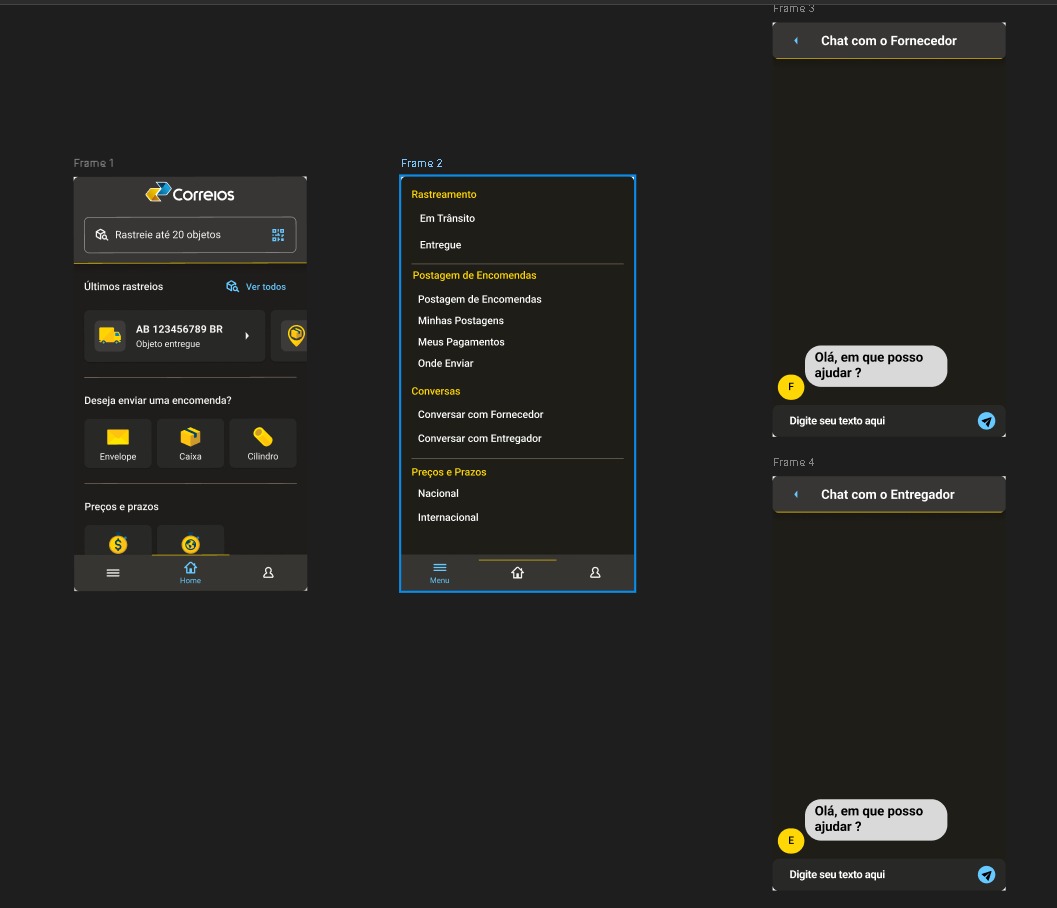 Frame 1
Correios
Rastreie até 20 objetos
Últimos rastreios
Ver todos
AB 123456789 BR
Objeto entregue
Deseja enviar uma encomenda?
Envelope
Caixa
Cilindro
Preços e prazos
$
Home
Frame 2
Rastreamento
Em Trânsito
Entregue
Postagem de Encomendas
Postagem de Encomendas
Minhas Postagens
Meus Pagamentos
Onde Enviar
Conversas
Conversar com Fornecedor
Conversar com Entregador
Preços e Prazos
Nacional
Internacional
Menu
Frame 3
Chat com o Fornecedor
Olá, em que posso
ajudar ?
F
Digite seu texto aqui
Frame 4
Chat com o Entregador
Olá, em que posso
ajudar ?
E
Digite seu texto aqui